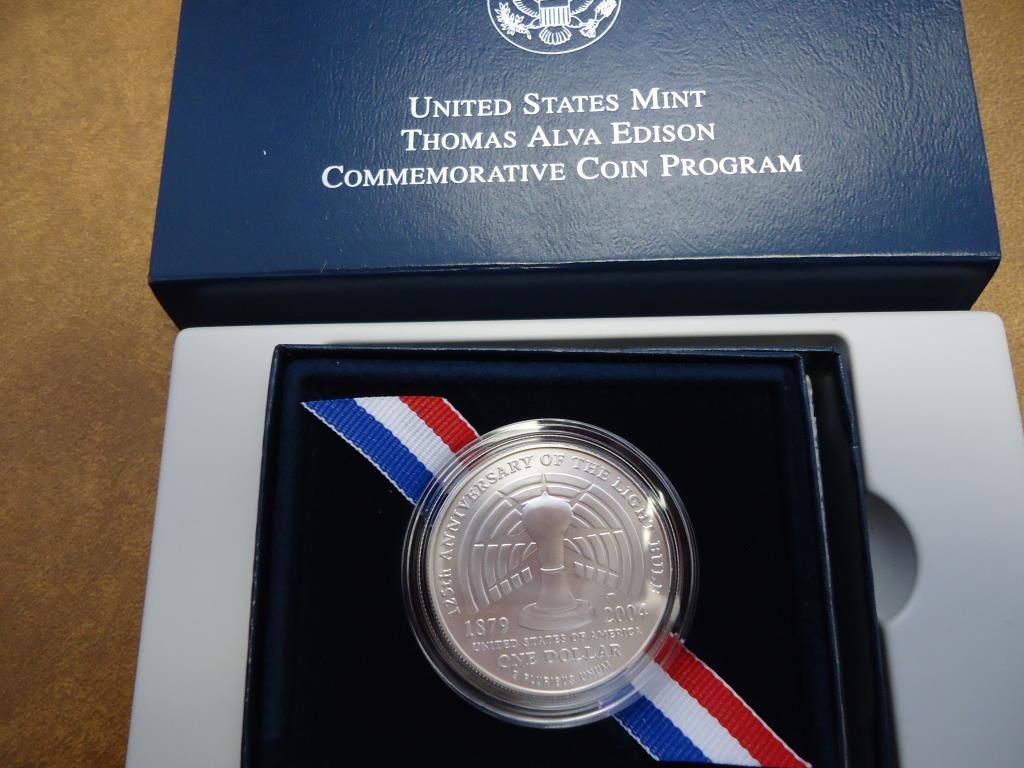 UNITED STATES MINT
THOMAS ALVA EDISON
COMMEMORATIVE COIN PROGRAM
125th ANNIVERSARY OF THE LIGHT BULB
1879 2004
UNITED STATES OF AMERICA
ONE DOLLAR
E PLURIBUS UNUM